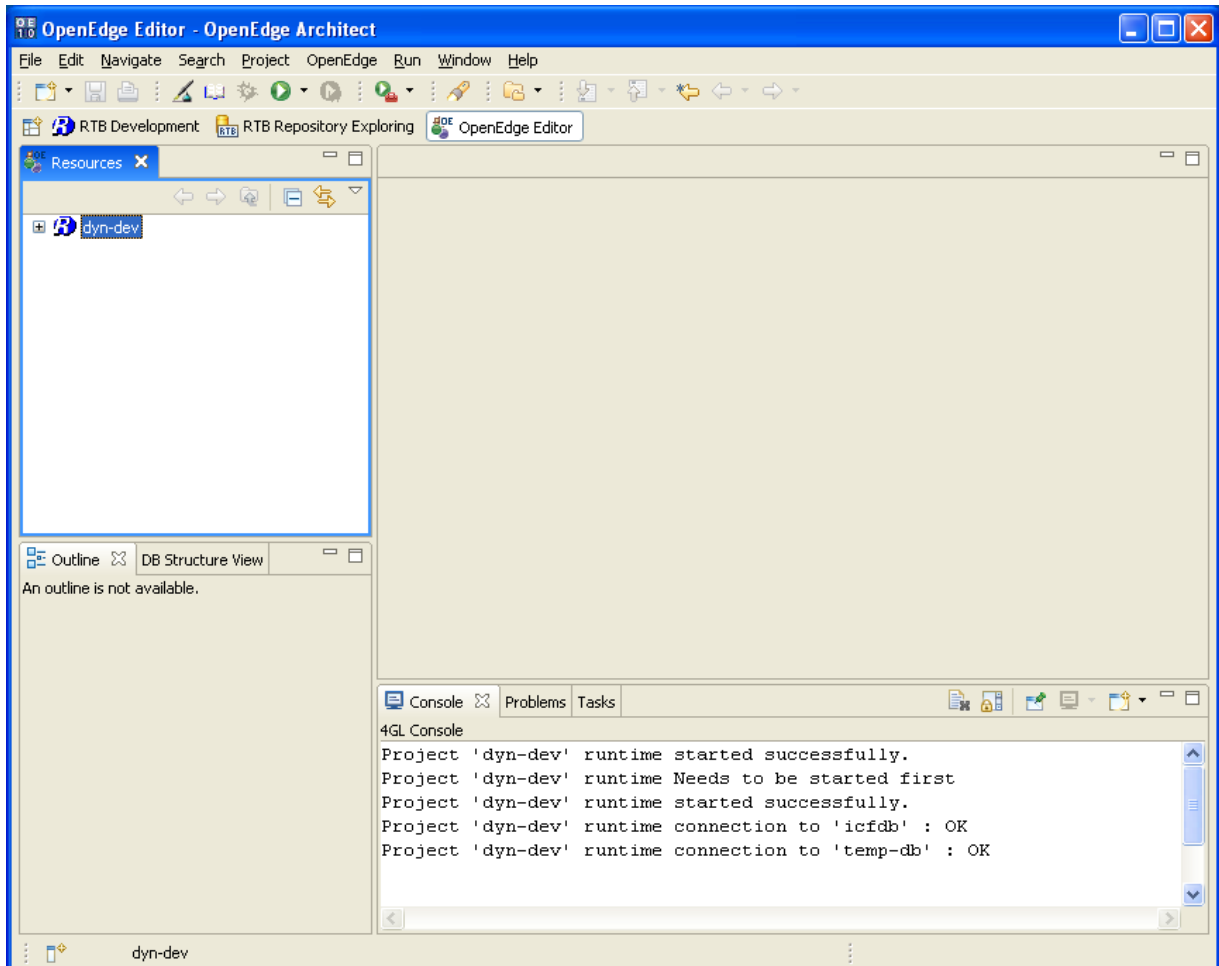 OpenEdge Editor - OpenEdge Architect
File Edit Navigate Search Project OpenEdge Run Window Help
RTB Development RTB Repository Exploring OpenEdge Editor
Resources
dyn-dev
Outline DB Structure View
An outline is not available.
Console Problems Tasks
4GL Console
Project 'dyn-dev' runtime started successfully.
Project 'dyn-dev' runtime Needs to be started first
Project 'dyn-dev' runtime started successfully.
Project 'dyn-dev' runtime connection to 'icfdb' : OK
Project 'dyn-dev' runtime connection to 'temp-db' : OK
dyn-dev